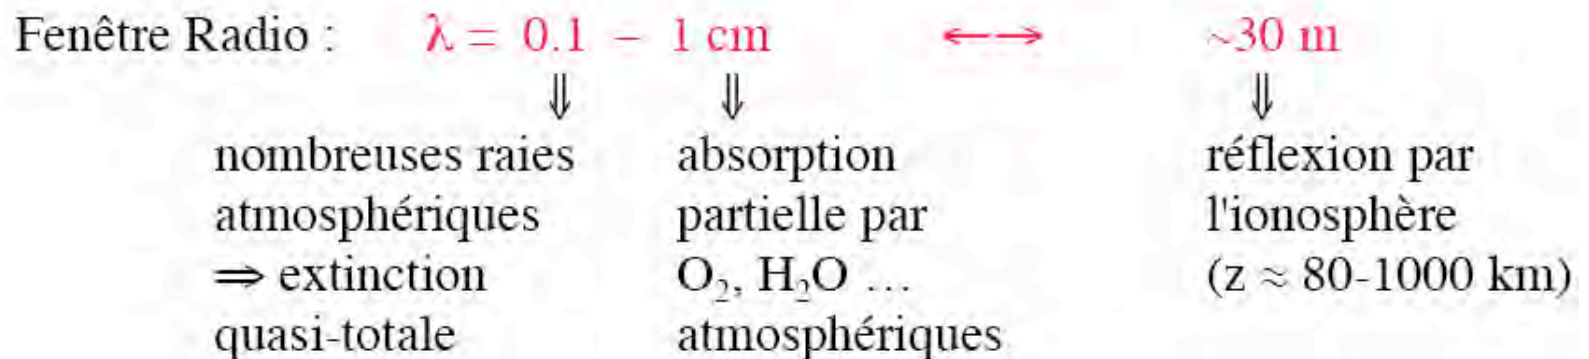 Fenêtre Radio : λ = 0.1 – 1 cm ←→ ~30 m
⇓ ⇓ ⇓
nombreuses raies absorption réflexion par
atmosphériques partielle par l'ionosphère
⇒ extinction O₂, H₂O ... (z ≈ 80-1000 km)
quasi-totale atmosphériques